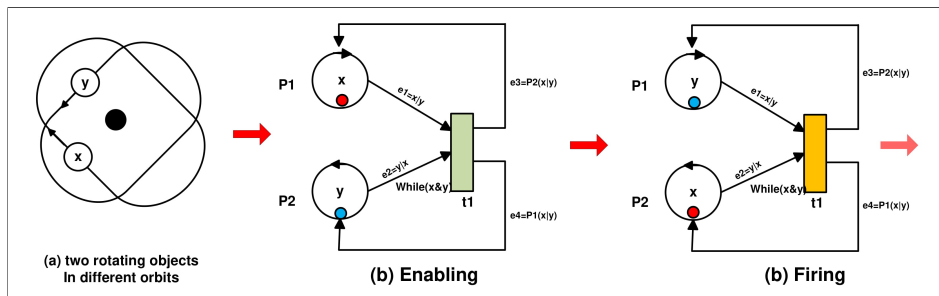 y
x
(a) two rotating objects
In different orbits
P1
x
e1=x|y
e3=P2(x|y)
P2
y
e2=y|x
While(x&y)
t1
e4=P1(x|y)
(b) Enabling
P1
y
e1=x|y
e3=P2(x|y)
P2
x
e2=y|x
While(x&y)
t1
e4=P1(x|y)
(b) Firing